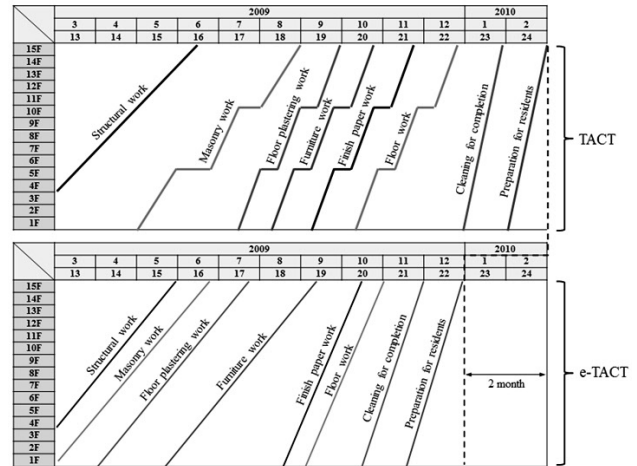 2009 2010
3 4 5 6 7 8 9 10 11 12 1 2
13 14 15 16 17 18 19 20 21 22 23 24
15F
14F
13F
12F
11F
10F
9F
8F
7F
6F
5F
4F
3F
2F
1F
Structural work
Masonry work
Floor plastering work
Furniture work
Finish paper work
Floor work
Cleaning for completion
Preparation for residents
TACT
2009 2010
3 4 5 6 7 8 9 10 11 12 1 2
13 14 15 16 17 18 19 20 21 22 23 24
15F
14F
13F
12F
11F
10F
9F
8F
7F
6F
5F
4F
3F
2F
1F
Structural work
Masonry work
Floor plastering work
Furniture work
Finish paper work
Floor work
Cleaning for completion
Preparation for residents
2 month
e-TACT